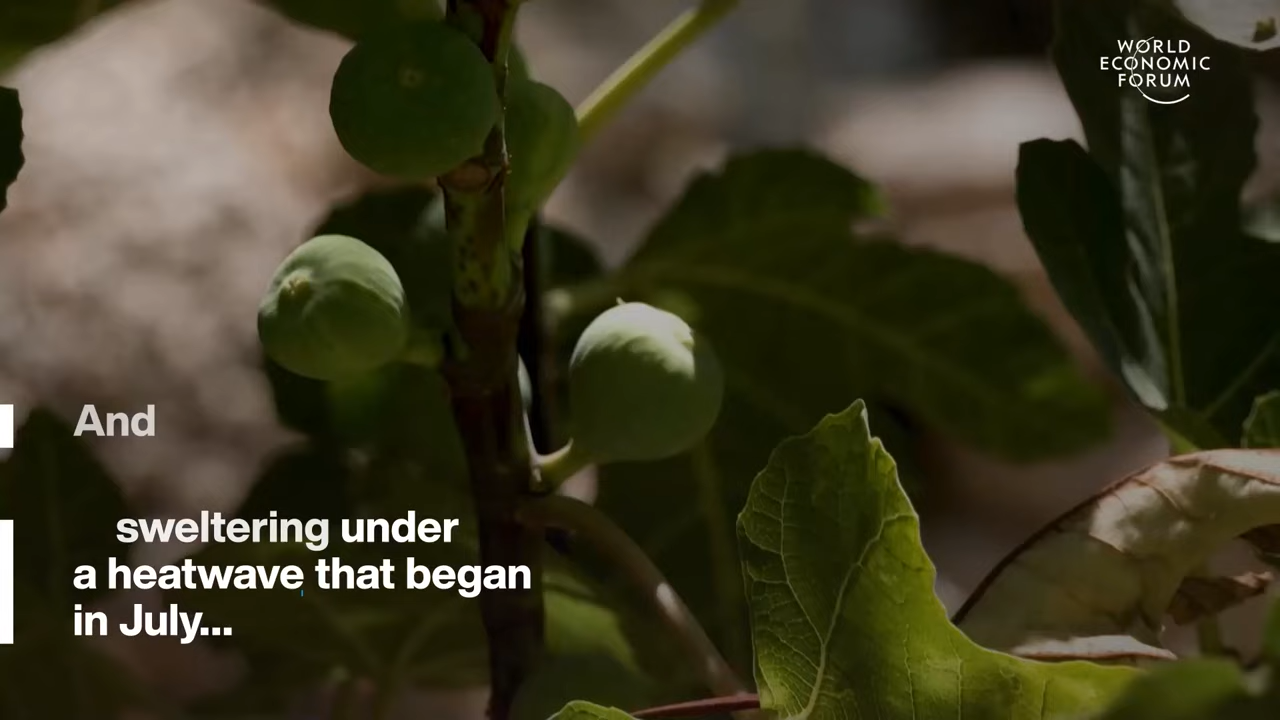 WORLD
ECONOMIC
FORUM
And
sweltering under
a heatwave that began
in July...